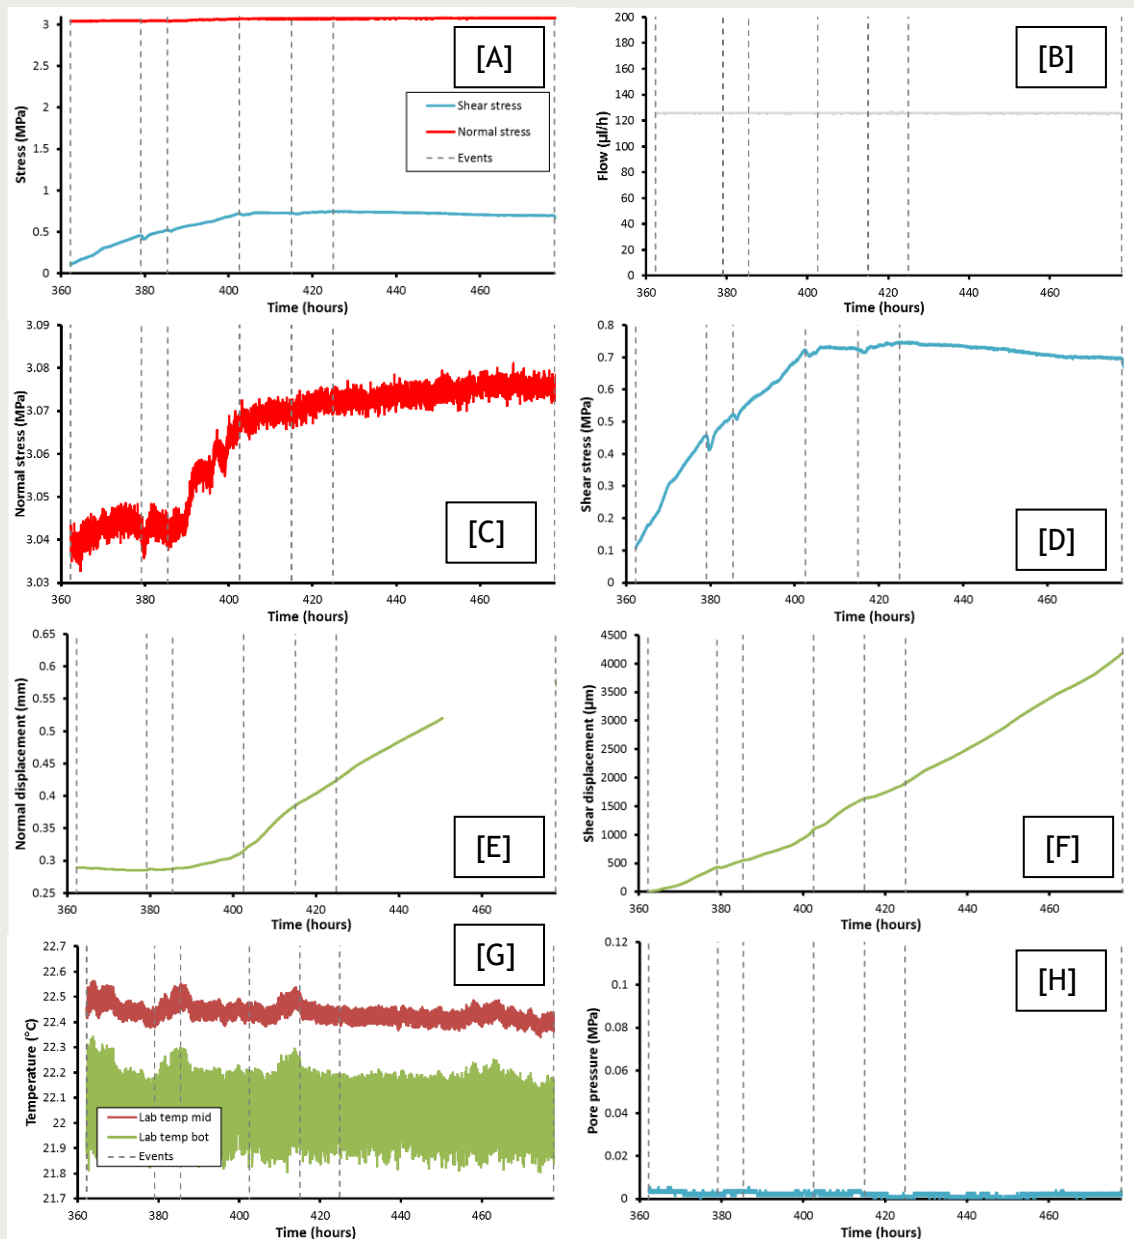 [A]
3
2.5
2
1.5
1
0.5
0
Stress (MPa)
Shear stress
Normal stress
Events
360 380 400 420 440 460
Time (hours)
[B]
200
180
160
140
120
100
80
60
40
20
0
Flow (µl/h)
360 380 400 420 440 460
Time (hours)
[C]
3.09
3.08
3.07
3.06
3.05
3.04
3.03
Normal stress (MPa)
360 380 400 420 440 460
Time (hours)
[D]
0.8
0.7
0.6
0.5
0.4
0.3
0.2
0.1
0
Shear stress (MPa)
360 380 400 420 440 460
Time (hours)
[E]
0.65
0.6
0.55
0.5
0.45
0.4
0.35
0.3
0.25
Normal displacement (mm)
360 380 400 420 440 460
Time (hours)
[F]
4500
4000
3500
3000
2500
2000
1500
1000
500
0
Shear displacement (µm)
360 380 400 420 440 460
Time (hours)
[G]
22.7
22.6
22.5
22.4
22.3
22.2
22.1
22
21.9
21.8
21.7
Temperature (°C)
Lab temp mid
Lab temp bot
Events
360 380 400 420 440 460
Time (hours)
[H]
0.12
0.1
0.08
0.06
0.04
0.02
0
Pore pressure (MPa)
360 380 400 420 440 460
Time (hours)